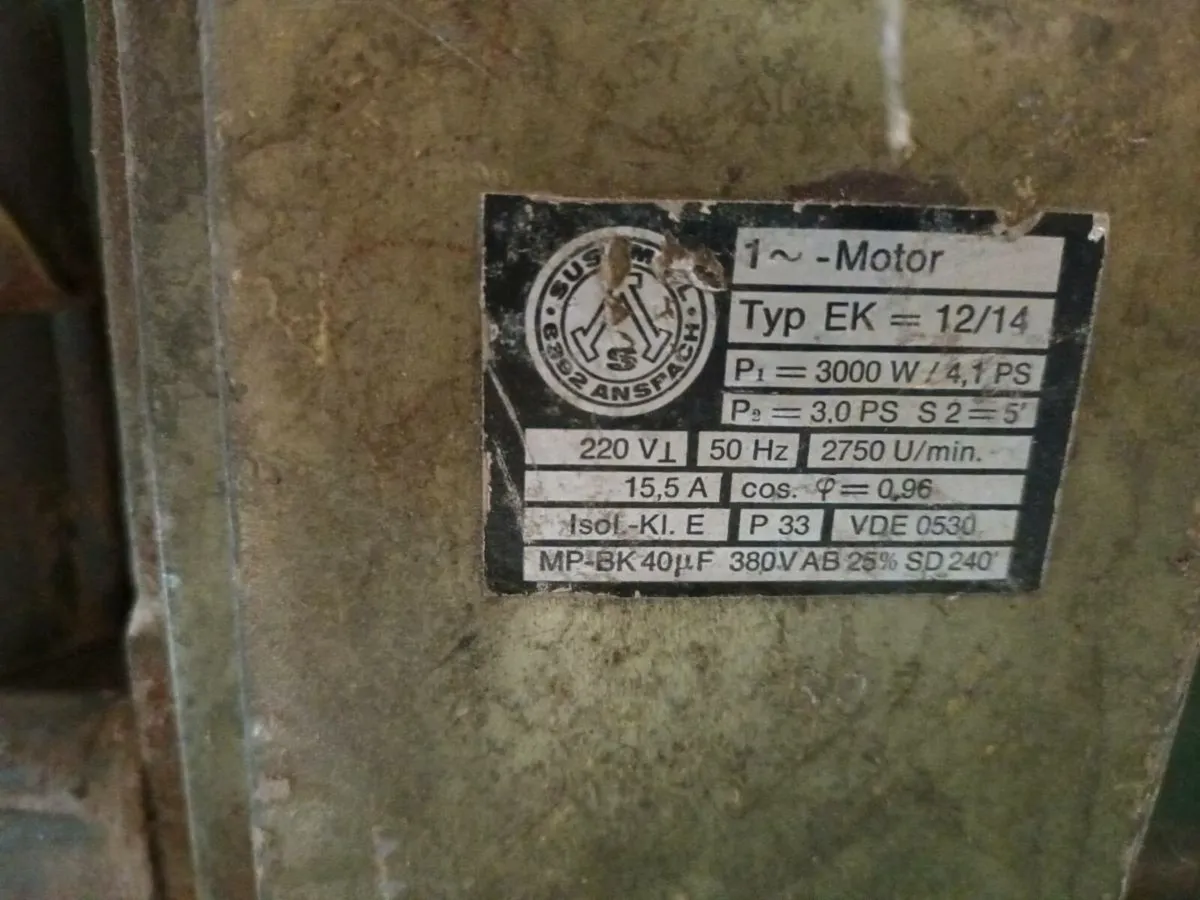 6392 ANSPACH
S
1~ -Motor
Typ EK = 12/14
P1 = 3000 W / 4,1 PS
P2 = 3,0 PS S 2 = 5'
220 V⊥ 50 Hz 2750 U/min.
15,5 A cos. φ = 0,96
Isol.-Kl. E P 33 VDE 0530
MP-BK 40µF 380V AB 25% SD 240'